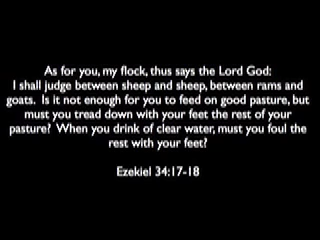 As for you, my flock, thus says the Lord God:
I shall judge between sheep and sheep, between rams and
goats.  Is it not enough for you to feed on good pasture, but
must you tread down with your feet the rest of your
pasture?  When you drink of clear water, must you foul the
rest with your feet?
Ezekiel 34:17-18